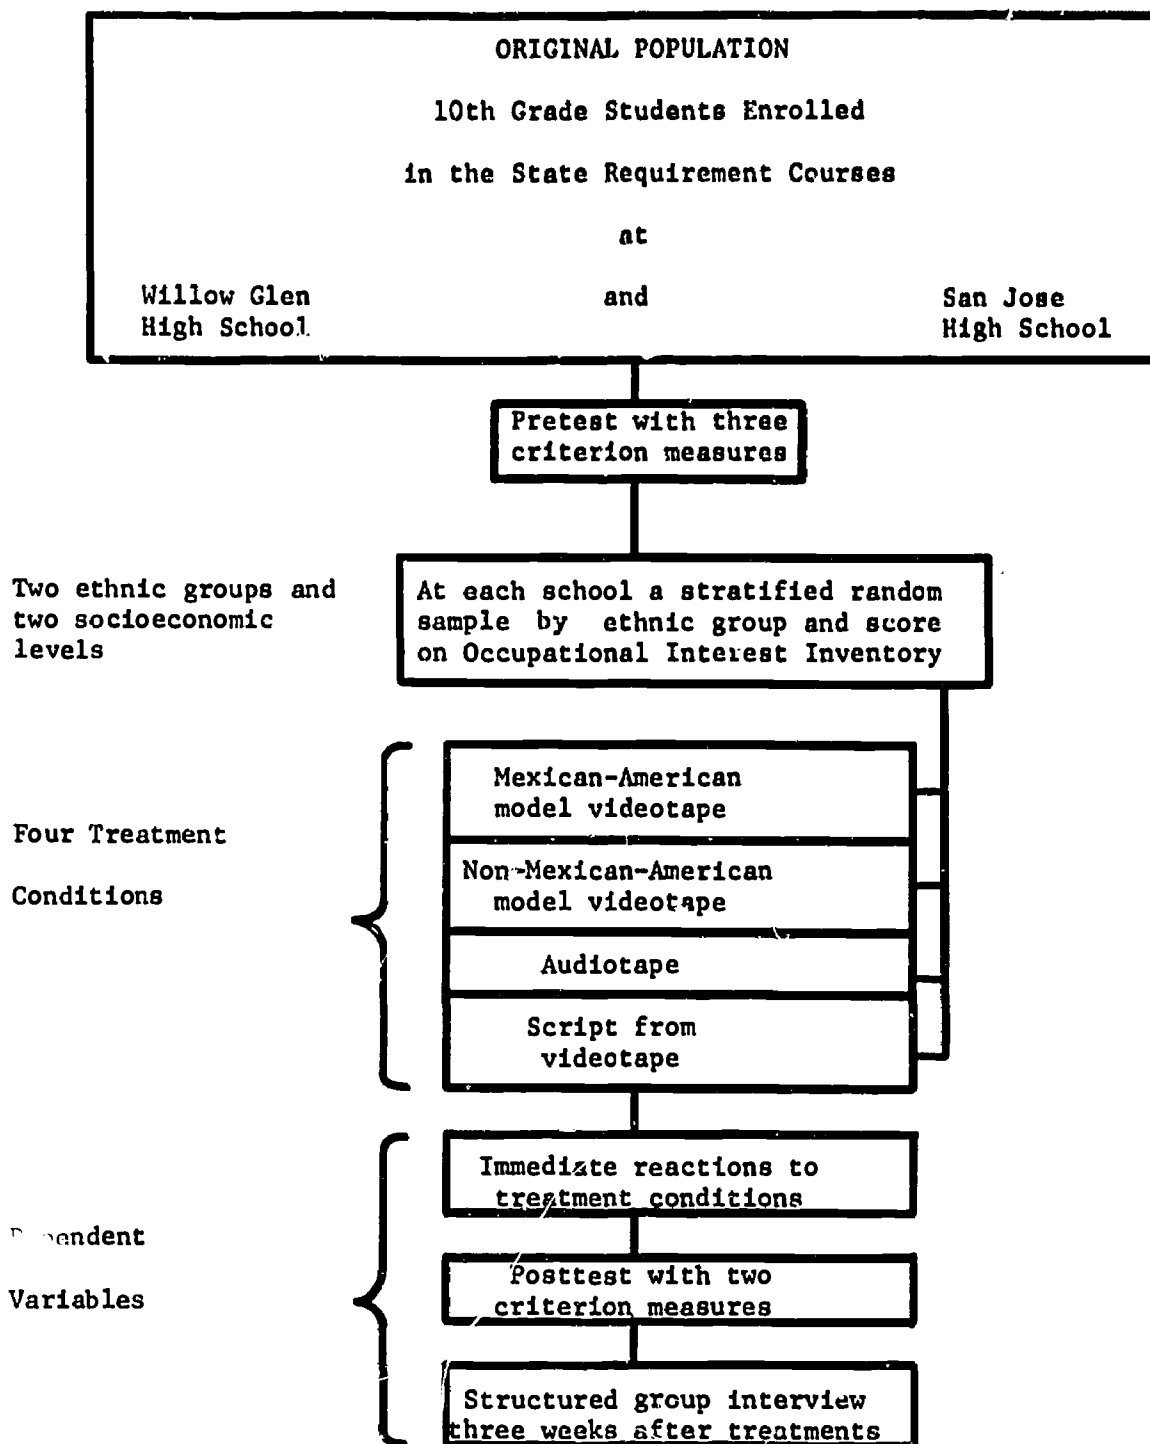 ORIGINAL POPULATION
10th Grade Students Enrolled
in the State Requirement Courses
at
Willow Glen
High School
and
San Jose
High School
Pretest with three
criterion measures
Two ethnic groups and
two socioeconomic
levels
At each school a stratified random
sample by ethnic group and score
on Occupational Interest Inventory
Four Treatment
Conditions
Mexican-American
model videotape
Non-Mexican-American
model videotape
Audiotape
Script from
videotape
Dependent
Variables
Immediate reactions to
treatment conditions
Posttest with two
criterion measures
Structured group interview
three weeks after treatments